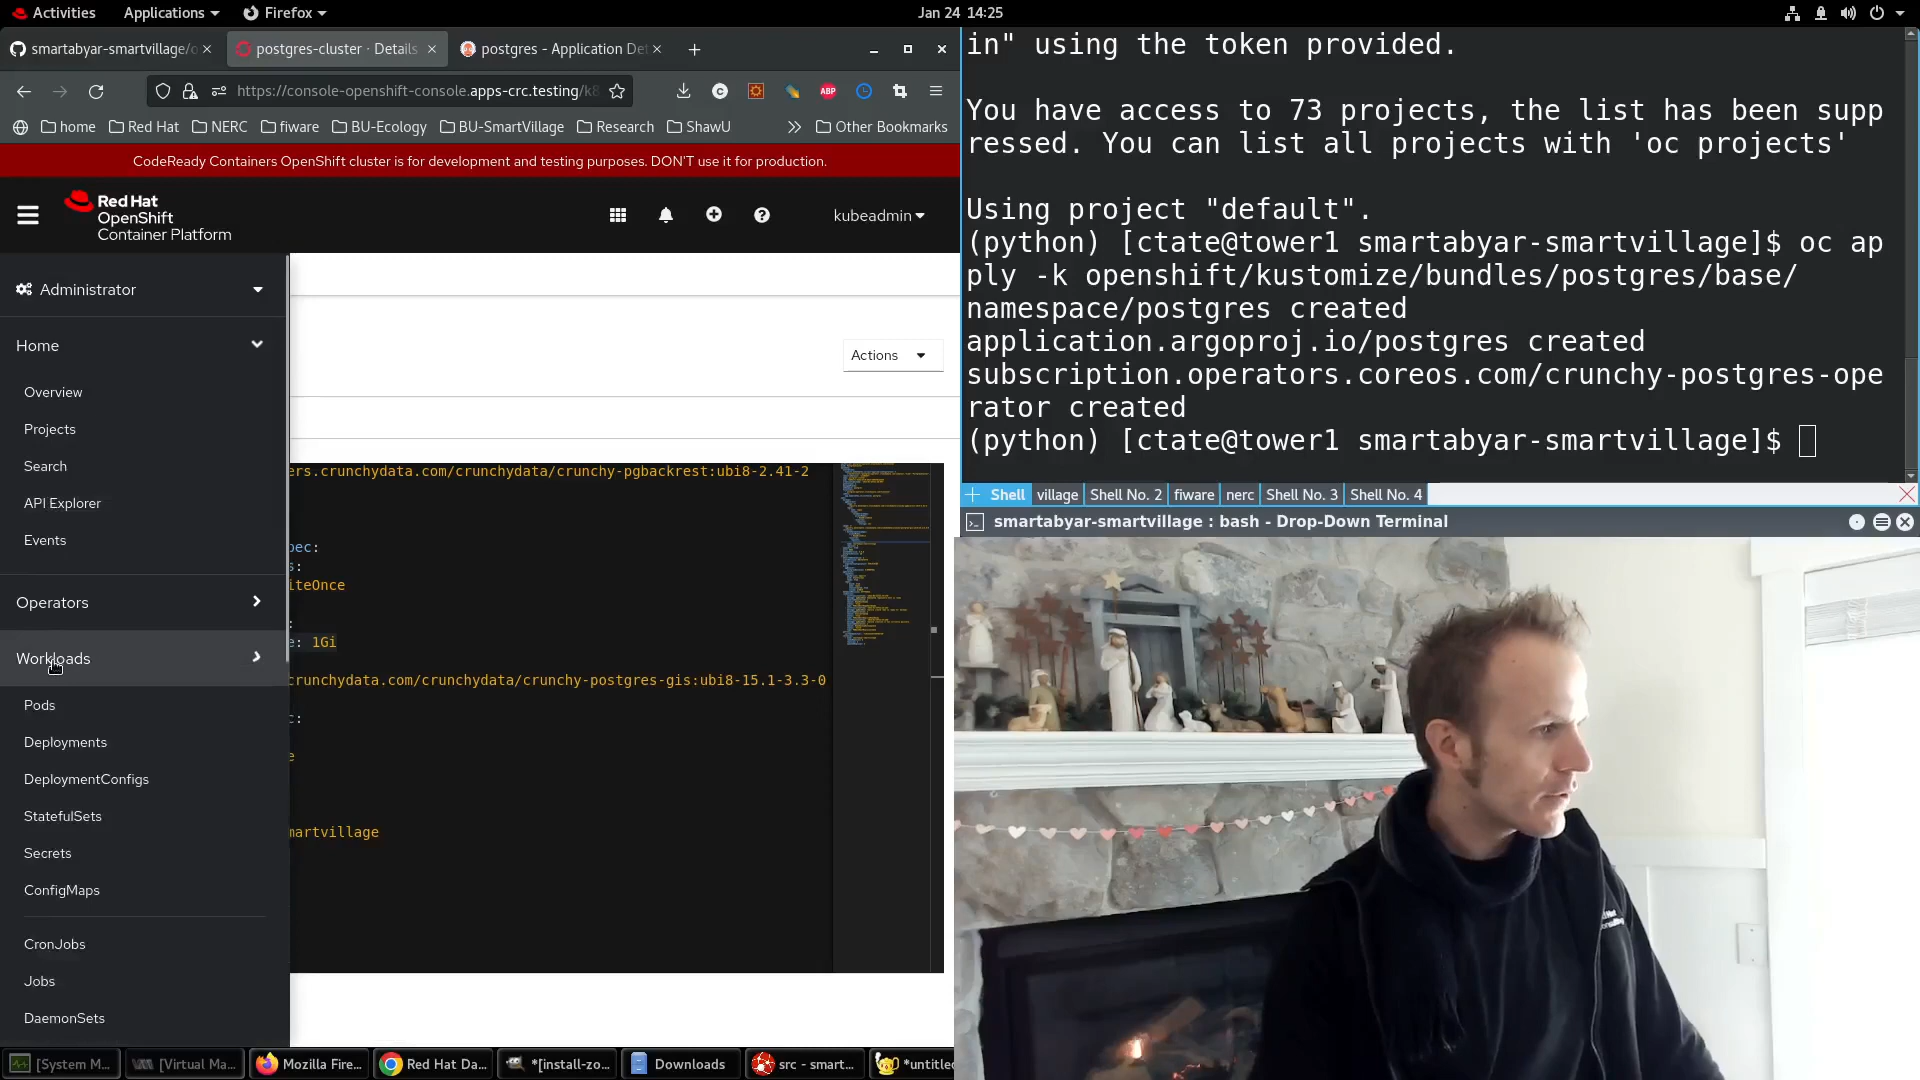 Activities
Applications
Firefox
Jan 24 14:25
smartabyar-smartvillage/o
postgres-cluster · Details
postgres - Application Det
https://console-openshift-console.apps-crc.testing/k8
ABP
home
Red Hat
NERC
fiware
BU-Ecology
BU-SmartVillage
Research
ShawU
Other Bookmarks
CodeReady Containers OpenShift cluster is for development and testing purposes. DON'T use it for production.
Red Hat
OpenShift
Container Platform
kubeadmin
Administrator
Home
Overview
Projects
Search
API Explorer
Events
Operators
Workloads
Pods
Deployments
DeploymentConfigs
StatefulSets
Secrets
ConfigMaps
CronJobs
Jobs
DaemonSets
Actions
ers.crunchydata.com/crunchydata/crunchy-pgbackrest:ubi8-2.41-2
pec:
s:
iteOnce
:
e: 1Gi
crunchydata.com/crunchydata/crunchy-postgres-gis:ubi8-15.1-3.3-0
c:
e
martvillage
in" using the token provided.
You have access to 73 projects, the list has been supp
ressed. You can list all projects with 'oc projects'
Using project "default".
(python) [ctate@tower1 smartabyar-smartvillage]$ oc ap
ply -k openshift/kustomize/bundles/postgres/base/
namespace/postgres created
application.argoproj.io/postgres created
subscription.operators.coreos.com/crunchy-postgres-ope
rator created
(python) [ctate@tower1 smartabyar-smartvillage]$
Shell
village
Shell No. 2
fiware
nerc
Shell No. 3
Shell No. 4
smartabyar-smartvillage : bash - Drop-Down Terminal
[System M...
[Virtual Ma...
Mozilla Fire...
Red Hat Da...
*[install-zo...
Downloads
src - smart...
*untitled